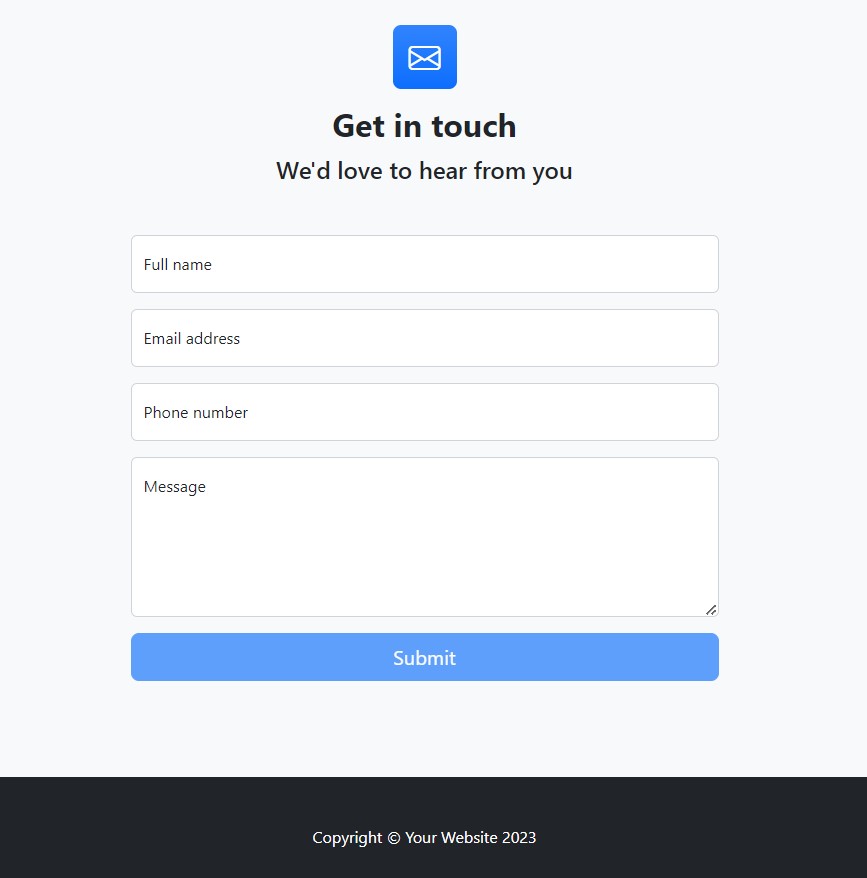 Get in touch
We'd love to hear from you
Full name
Email address
Phone number
Message
Submit
Copyright © Your Website 2023